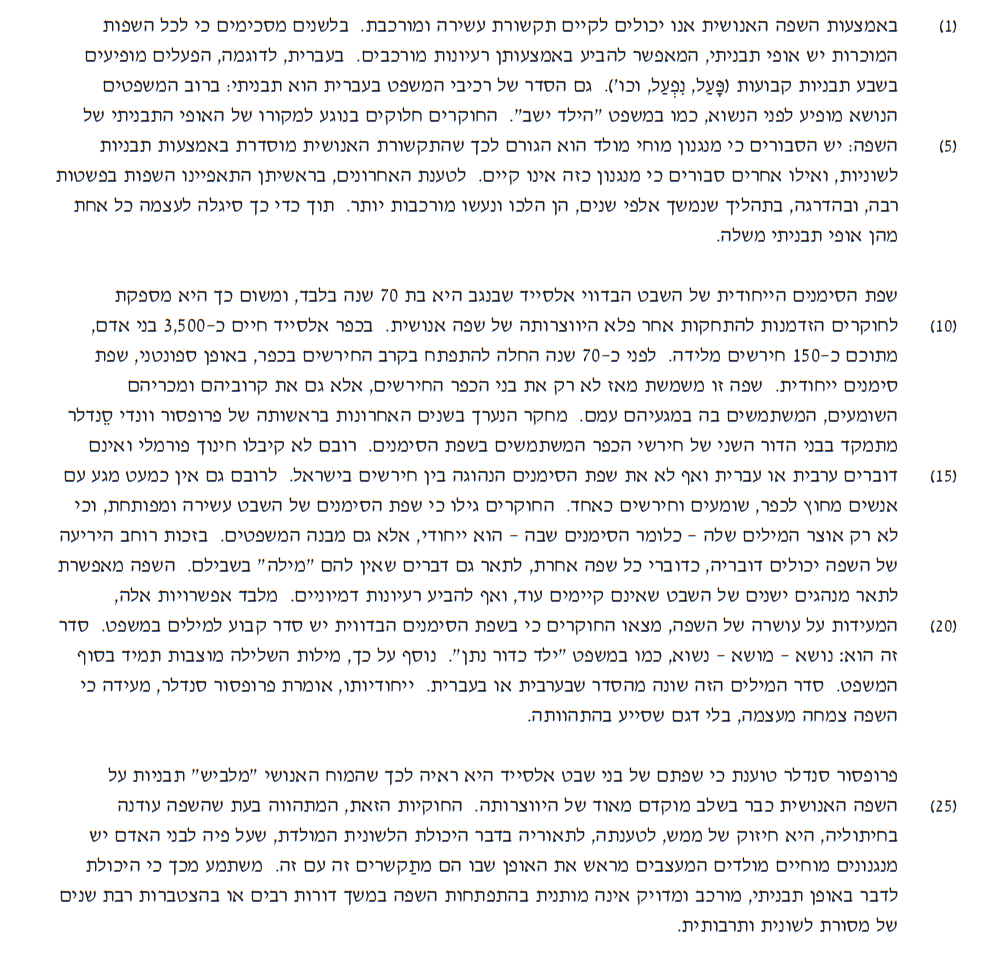 (1) באמצעות השפה האנושית אנו יכולים לקיים תקשורת עשירה ומורכבת. בלשנים מסכימים כי לכל השפות
המוכרות יש אופי תבניתי, המאפשר להביע באמצעותן רעיונות מורכבים. בעברית, לדוגמה, הפעלים מופיעים
בשבע תבניות קבועות (פָּעַל, נִפְעַל, וכו'). גם הסדר של רכיבי המשפט בעברית הוא תבניתי: ברוב המשפטים
הנושא מופיע לפני הנשוא, כמו במשפט "הילד ישב". החוקרים חלוקים בנוגע למקורו של האופי התבניתי של
(5) השפה: יש הסבורים כי מנגנון מוחי מולד הוא הגורם לכך שהתקשורת האנושית מוסדרת באמצעות תבניות
לשוניות, ואילו אחרים סבורים כי מנגנון כזה אינו קיים. לטענת האחרונים, בראשיתן התאפיינו השפות בפשטות
רבה, ובהדרגה, בתהליך שנמשך אלפי שנים, הן הלכו ונעשו מורכבות יותר. תוך כדי כך סיגלה לעצמה כל אחת
מהן אופי תבניתי משלה.
שפת הסימנים הייחודית של השבט הבדווי אלסייד שבנגב היא בת 70 שנה בלבד, ומשום כך היא מספקת
(10) לחוקרים הזדמנות להתחקות אחר פלא היווצרותה של שפה אנושית. בכפר אלסייד חיים כ-3,500 בני אדם,
מתוכם כ-150 חירשים מלידה. לפני כ-70 שנה החלה להתפתח בקרב החירשים בכפר, באופן ספונטני, שפת
סימנים ייחודית. שפה זו משמשת מאז לא רק את בני הכפר החירשים, אלא גם את קרוביהם ומכריהם
השומעים, המשתמשים בה במגעיהם עמם. מחקר הנערך בשנים האחרונות בראשותה של פרופסור וונדי סֵנדלר
מתמקד בבני הדור השני של חירשי הכפר המשתמשים בשפת הסימנים. רובם לא קיבלו חינוך פורמלי ואינם
(15) דוברים ערבית או עברית ואף לא את שפת הסימנים הנהוגה בין חירשים בישראל. לרובם גם אין כמעט מגע עם
אנשים מחוץ לכפר, שומעים וחירשים כאחד. החוקרים גילו כי שפת הסימנים של השבט עשירה ומפותחת, וכי
לא רק אוצר המילים שלה – כלומר הסימנים שבה – הוא ייחודי, אלא גם מבנה המשפטים. בזכות רוחב היריעה
של השפה יכולים דובריה, כדוברי כל שפה אחרת, לתאר גם דברים שאין להם "מילה" בשבילם. השפה מאפשרת
לתאר מנהגים ישנים של השבט שאינם קיימים עוד, ואף להביע רעיונות דמיוניים. מלבד אפשרויות אלה,
(20) המעידות על עושרה של השפה, מצאו החוקרים כי בשפת הסימנים הבדווית יש סדר קבוע למילים במשפט. סדר
זה הוא: נושא – מושא – נשוא, כמו במשפט "ילד כדור נתן". נוסף על כך, מילות השלילה מוצבות תמיד בסוף
המשפט. סדר המילים הזה שונה מהסדר שבערבית או בעברית. ייחודיותו, אומרת פרופסור סנדלר, מעידה כי
השפה צמחה מעצמה, בלי דגם שסייע בהתהוותה.
פרופסור סנדלר טוענת כי שפתם של בני שבט אלסייד היא ראיה לכך שהמוח האנושי "מלביש" תבניות על
(25) השפה האנושית כבר בשלב מוקדם מאוד של היווצרותה. החוקיות הזאת, המתהווה בעת שהשפה עודנה
בחיתוליה, היא חיזוק של ממש, לטענתה, לתאוריה בדבר היכולת הלשונית המולדת, שעל פיה לבני האדם יש
מנגנונים מוחיים מולדים המעצבים מראש את האופן שבו הם מתַקשרים זה עם זה. משתמע מכך כי היכולת
לדבר באופן תבניתי, מורכב ומדויק אינה מותנית בהתפתחות השפה במשך דורות רבים או בהצטברות רבת שנים
של מסורת לשונית ותרבותית.